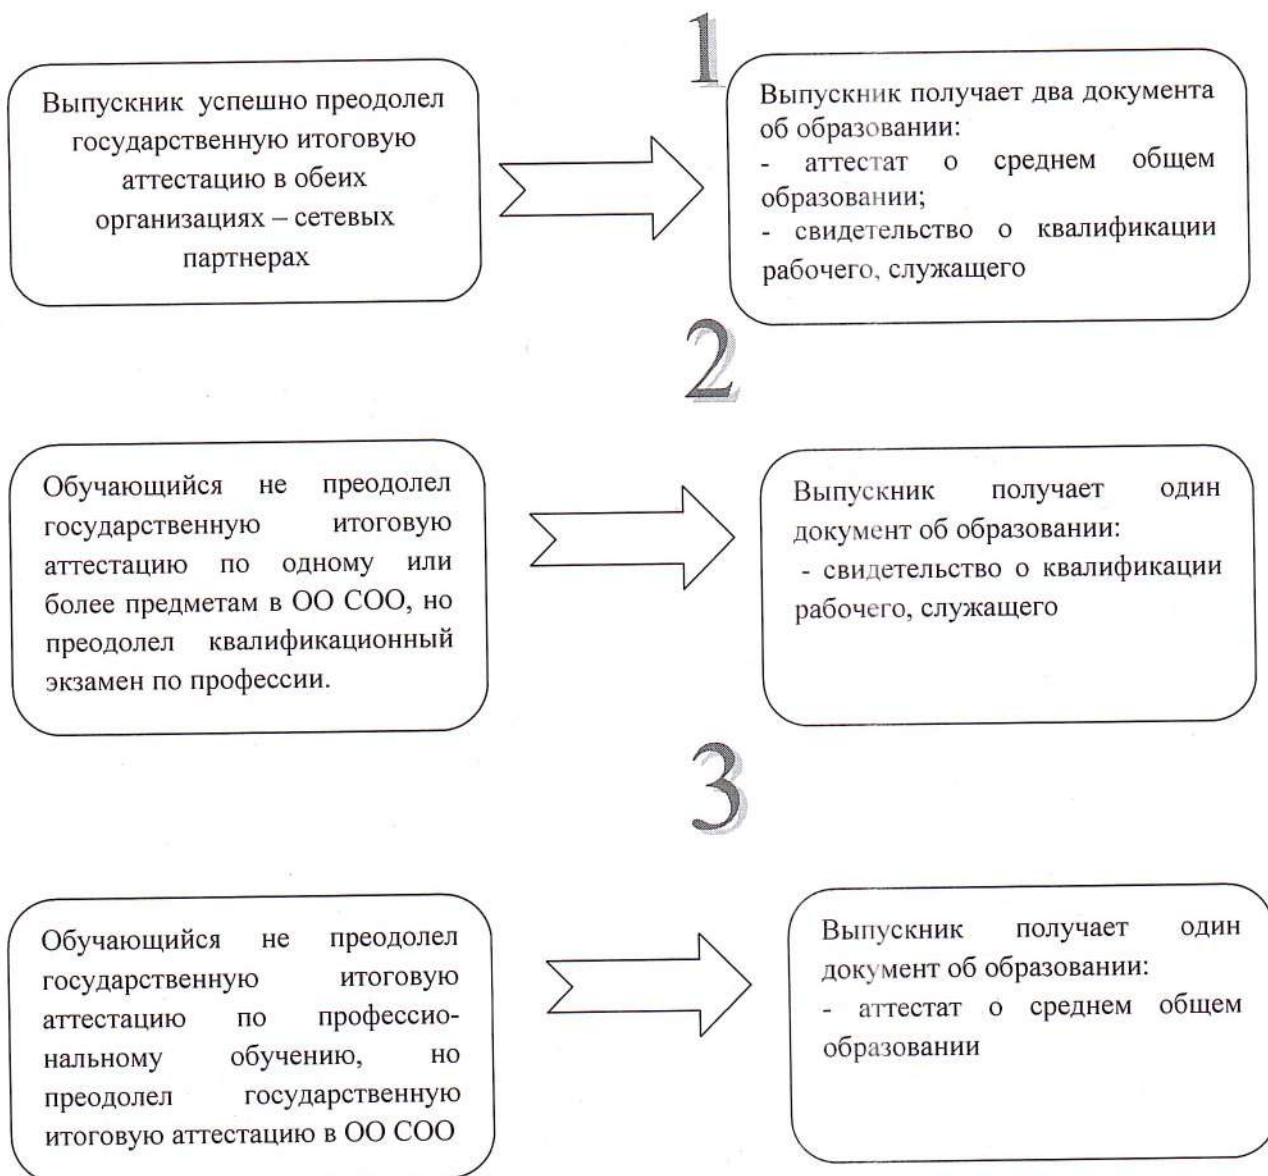 1
Выпускник успешно преодолел
государственную итоговую
аттестацию в обеих
организациях – сетевых
партнерах
Выпускник получает два документа
об образовании:
- аттестат о среднем общем
образовании;
- свидетельство о квалификации
рабочего, служащего
2
Обучающийся не преодолел
государственную итоговую
аттестацию по одному или
более предметам в ОО СОО, но
преодолел квалификационный
экзамен по профессии.
Выпускник получает один
документ об образовании:
- свидетельство о квалификации
рабочего, служащего
3
Обучающийся не преодолел
государственную итоговую
аттестацию по профессио-
нальному обучению, но
преодолел государственную
итоговую аттестацию в ОО СОО
Выпускник получает один
документ об образовании:
- аттестат о среднем общем
образовании